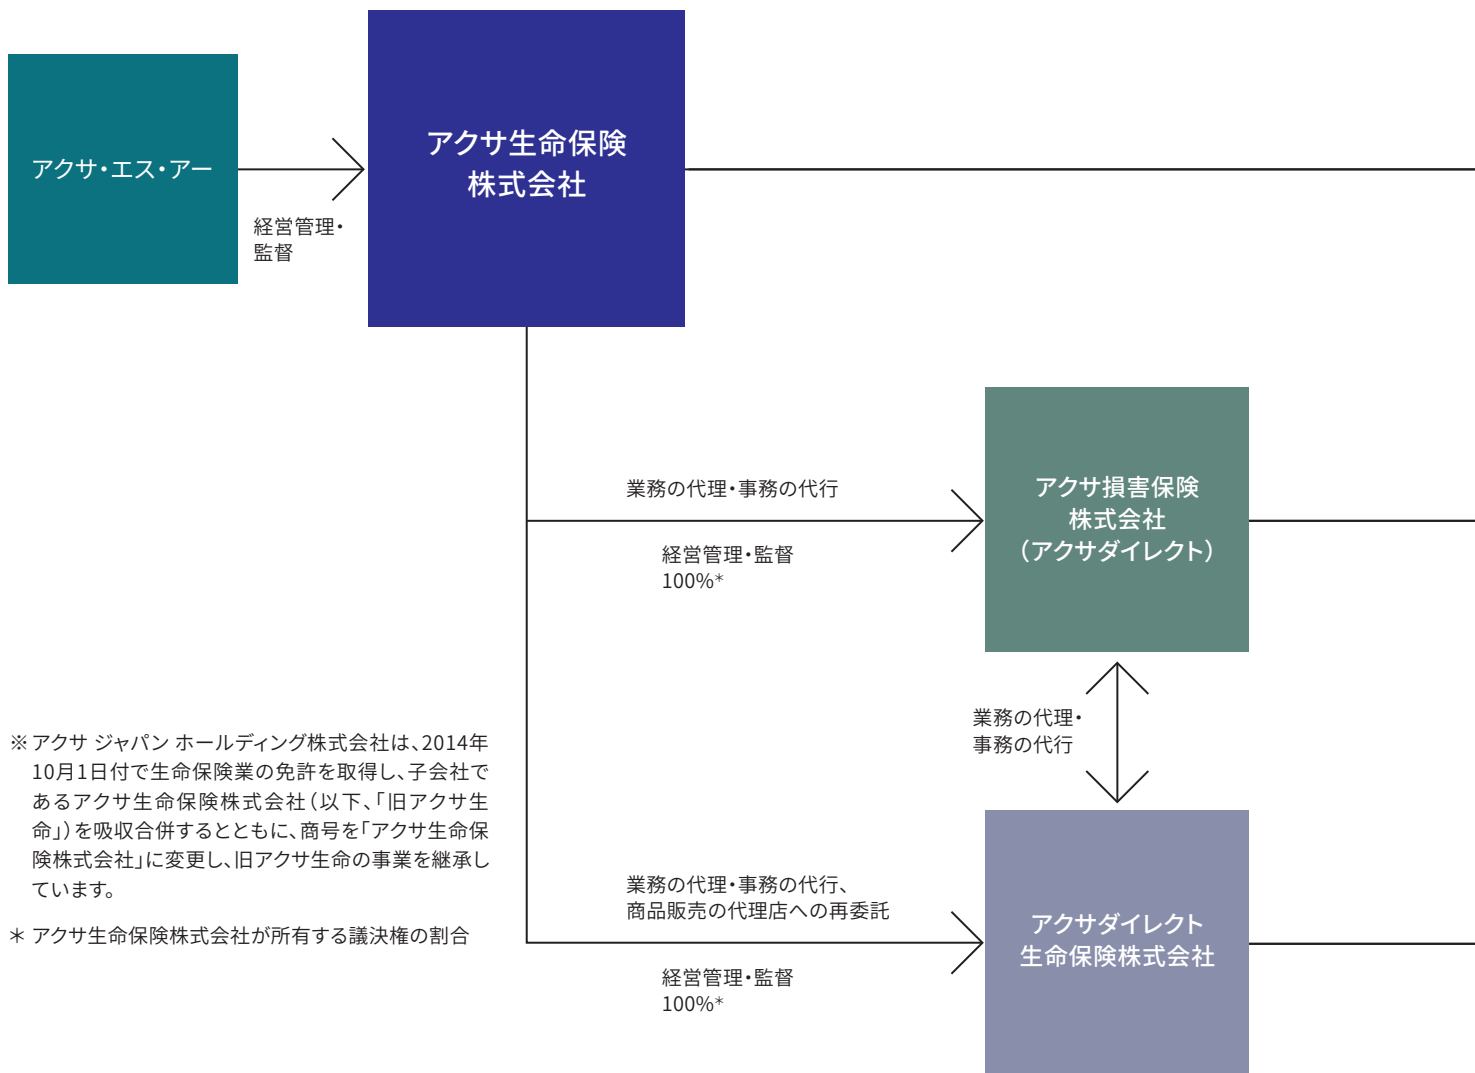 アクサ・エス・アー
経営管理・
監督
アクサ生命保険
株式会社
業務の代理・事務の代行
経営管理・監督
100%＊
アクサ損害保険
株式会社
（アクサダイレクト）
業務の代理・
事務の代行
※アクサ ジャパン ホールディング株式会社は、2014年
10月1日付で生命保険業の免許を取得し、子会社で
あるアクサ生命保険株式会社（以下、「旧アクサ生
命」）を吸収合併するとともに、商号を「アクサ生命保
険株式会社」に変更し、旧アクサ生命の事業を継承し
ています。
＊ アクサ生命保険株式会社が所有する議決権の割合
業務の代理・事務の代行、
商品販売の代理店への再委託
経営管理・監督
100%＊
アクサダイレクト
生命保険株式会社